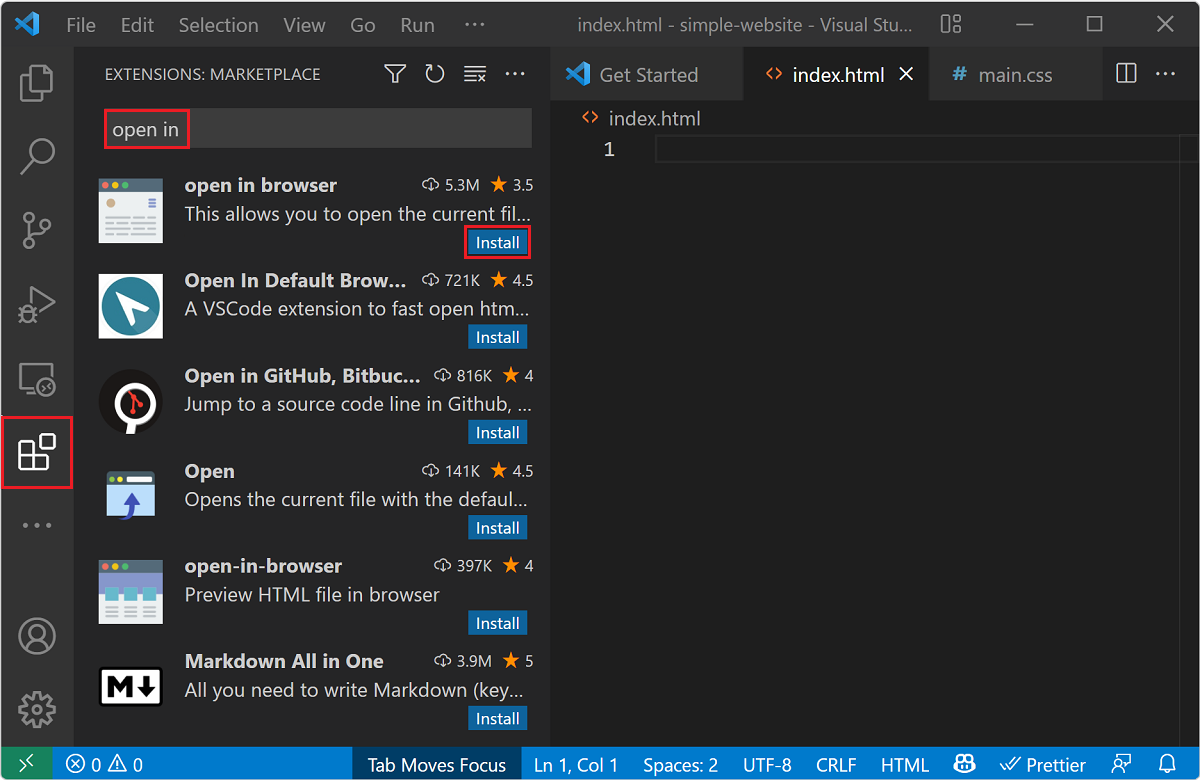 File Edit Selection View Go Run ··· index.html - simple-website - Visual Stu...
EXTENSIONS: MARKETPLACE
open in
open in browser 5.3M 3.5
This allows you to open the current fil...
Install
Open In Default Brow... 721K 4.5
A VSCode extension to fast open htm...
Install
Open in GitHub, Bitbuc... 816K 4
Jump to a source code line in Github, ...
Install
Open 141K 4.5
Opens the current file with the defaul...
Install
open-in-browser 397K 4
Preview HTML file in browser
Install
Markdown All in One 3.9M 5
All you need to write Markdown (key...
Install
M
Get Started <> index.html # main.css
<> index.html
1
0 0 Tab Moves Focus Ln 1, Col 1 Spaces: 2 UTF-8 CRLF HTML Prettier